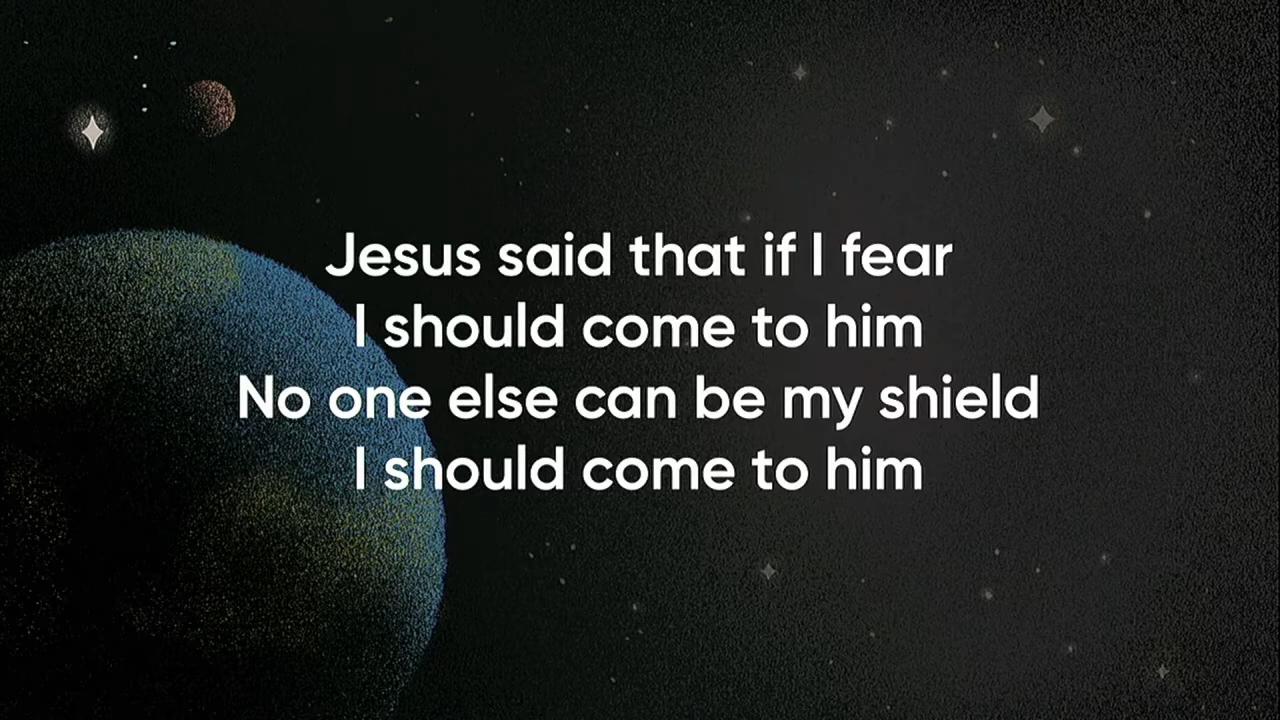 Jesus said that if I fear
I should come to him
No one else can be my shield
I should come to him